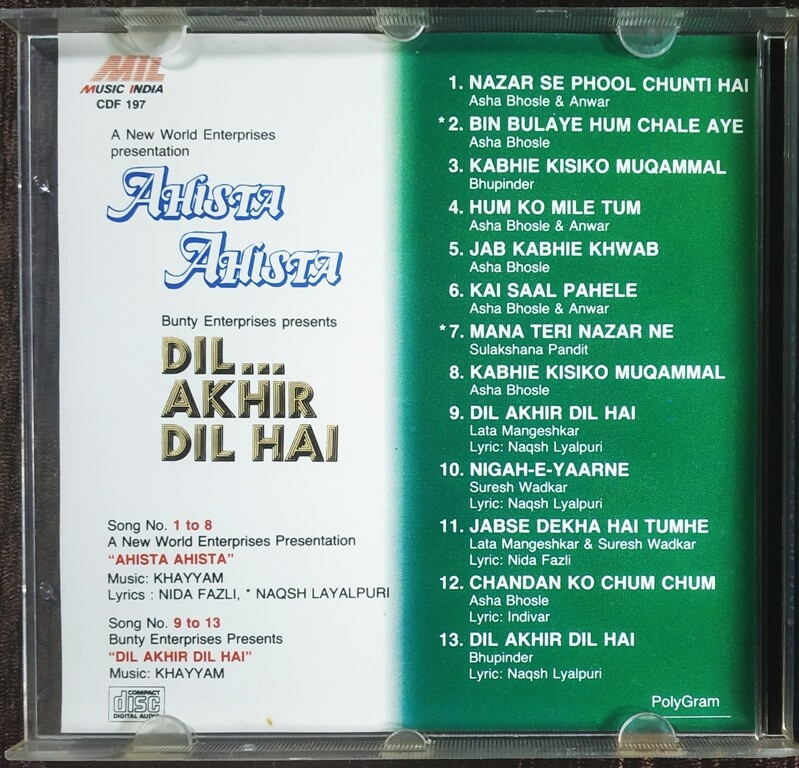 MIL
MUSIC INDIA
CDF 197
A New World Enterprises
presentation
AHISTA
AHISTA
Bunty Enterprises presents
DIL...
AKHIR
DIL HAI
Song No. 1 to 8
A New World Enterprises Presentation
"AHISTA AHISTA"
Music: KHAYYAM
Lyrics : NIDA FAZLI, * NAQSH LAYALPURI
Song No. 9 to 13
Bunty Enterprises Presents
"DIL AKHIR DIL HAI"
Music: KHAYYAM
COMPACT
disc
DIGITAL AUDIO
1. NAZAR SE PHOOL CHUNTI HAI
Asha Bhosle & Anwar
*2. BIN BULAYE HUM CHALE AYE
Asha Bhosle
3. KABHIE KISIKO MUQAMMAL
Bhupinder
4. HUM KO MILE TUM
Asha Bhosle & Anwar
5. JAB KABHIE KHWAB
Asha Bhosle
6. KAI SAAL PAHELE
Asha Bhosle & Anwar
*7. MANA TERI NAZAR NE
Sulakshana Pandit
8. KABHIE KISIKO MUQAMMAL
Asha Bhosle
9. DIL AKHIR DIL HAI
Lata Mangeshkar
Lyric: Naqsh Lyalpuri
10. NIGAH-E-YAARNE
Suresh Wadkar
Lyric: Naqsh Lyalpuri
11. JABSE DEKHA HAI TUMHE
Lata Mangeshkar & Suresh Wadkar
Lyric: Nida Fazli
12. CHANDAN KO CHUM CHUM
Asha Bhosle
Lyric: Indivar
13. DIL AKHIR DIL HAI
Bhupinder
Lyric: Naqsh Lyalpuri
PolyGram